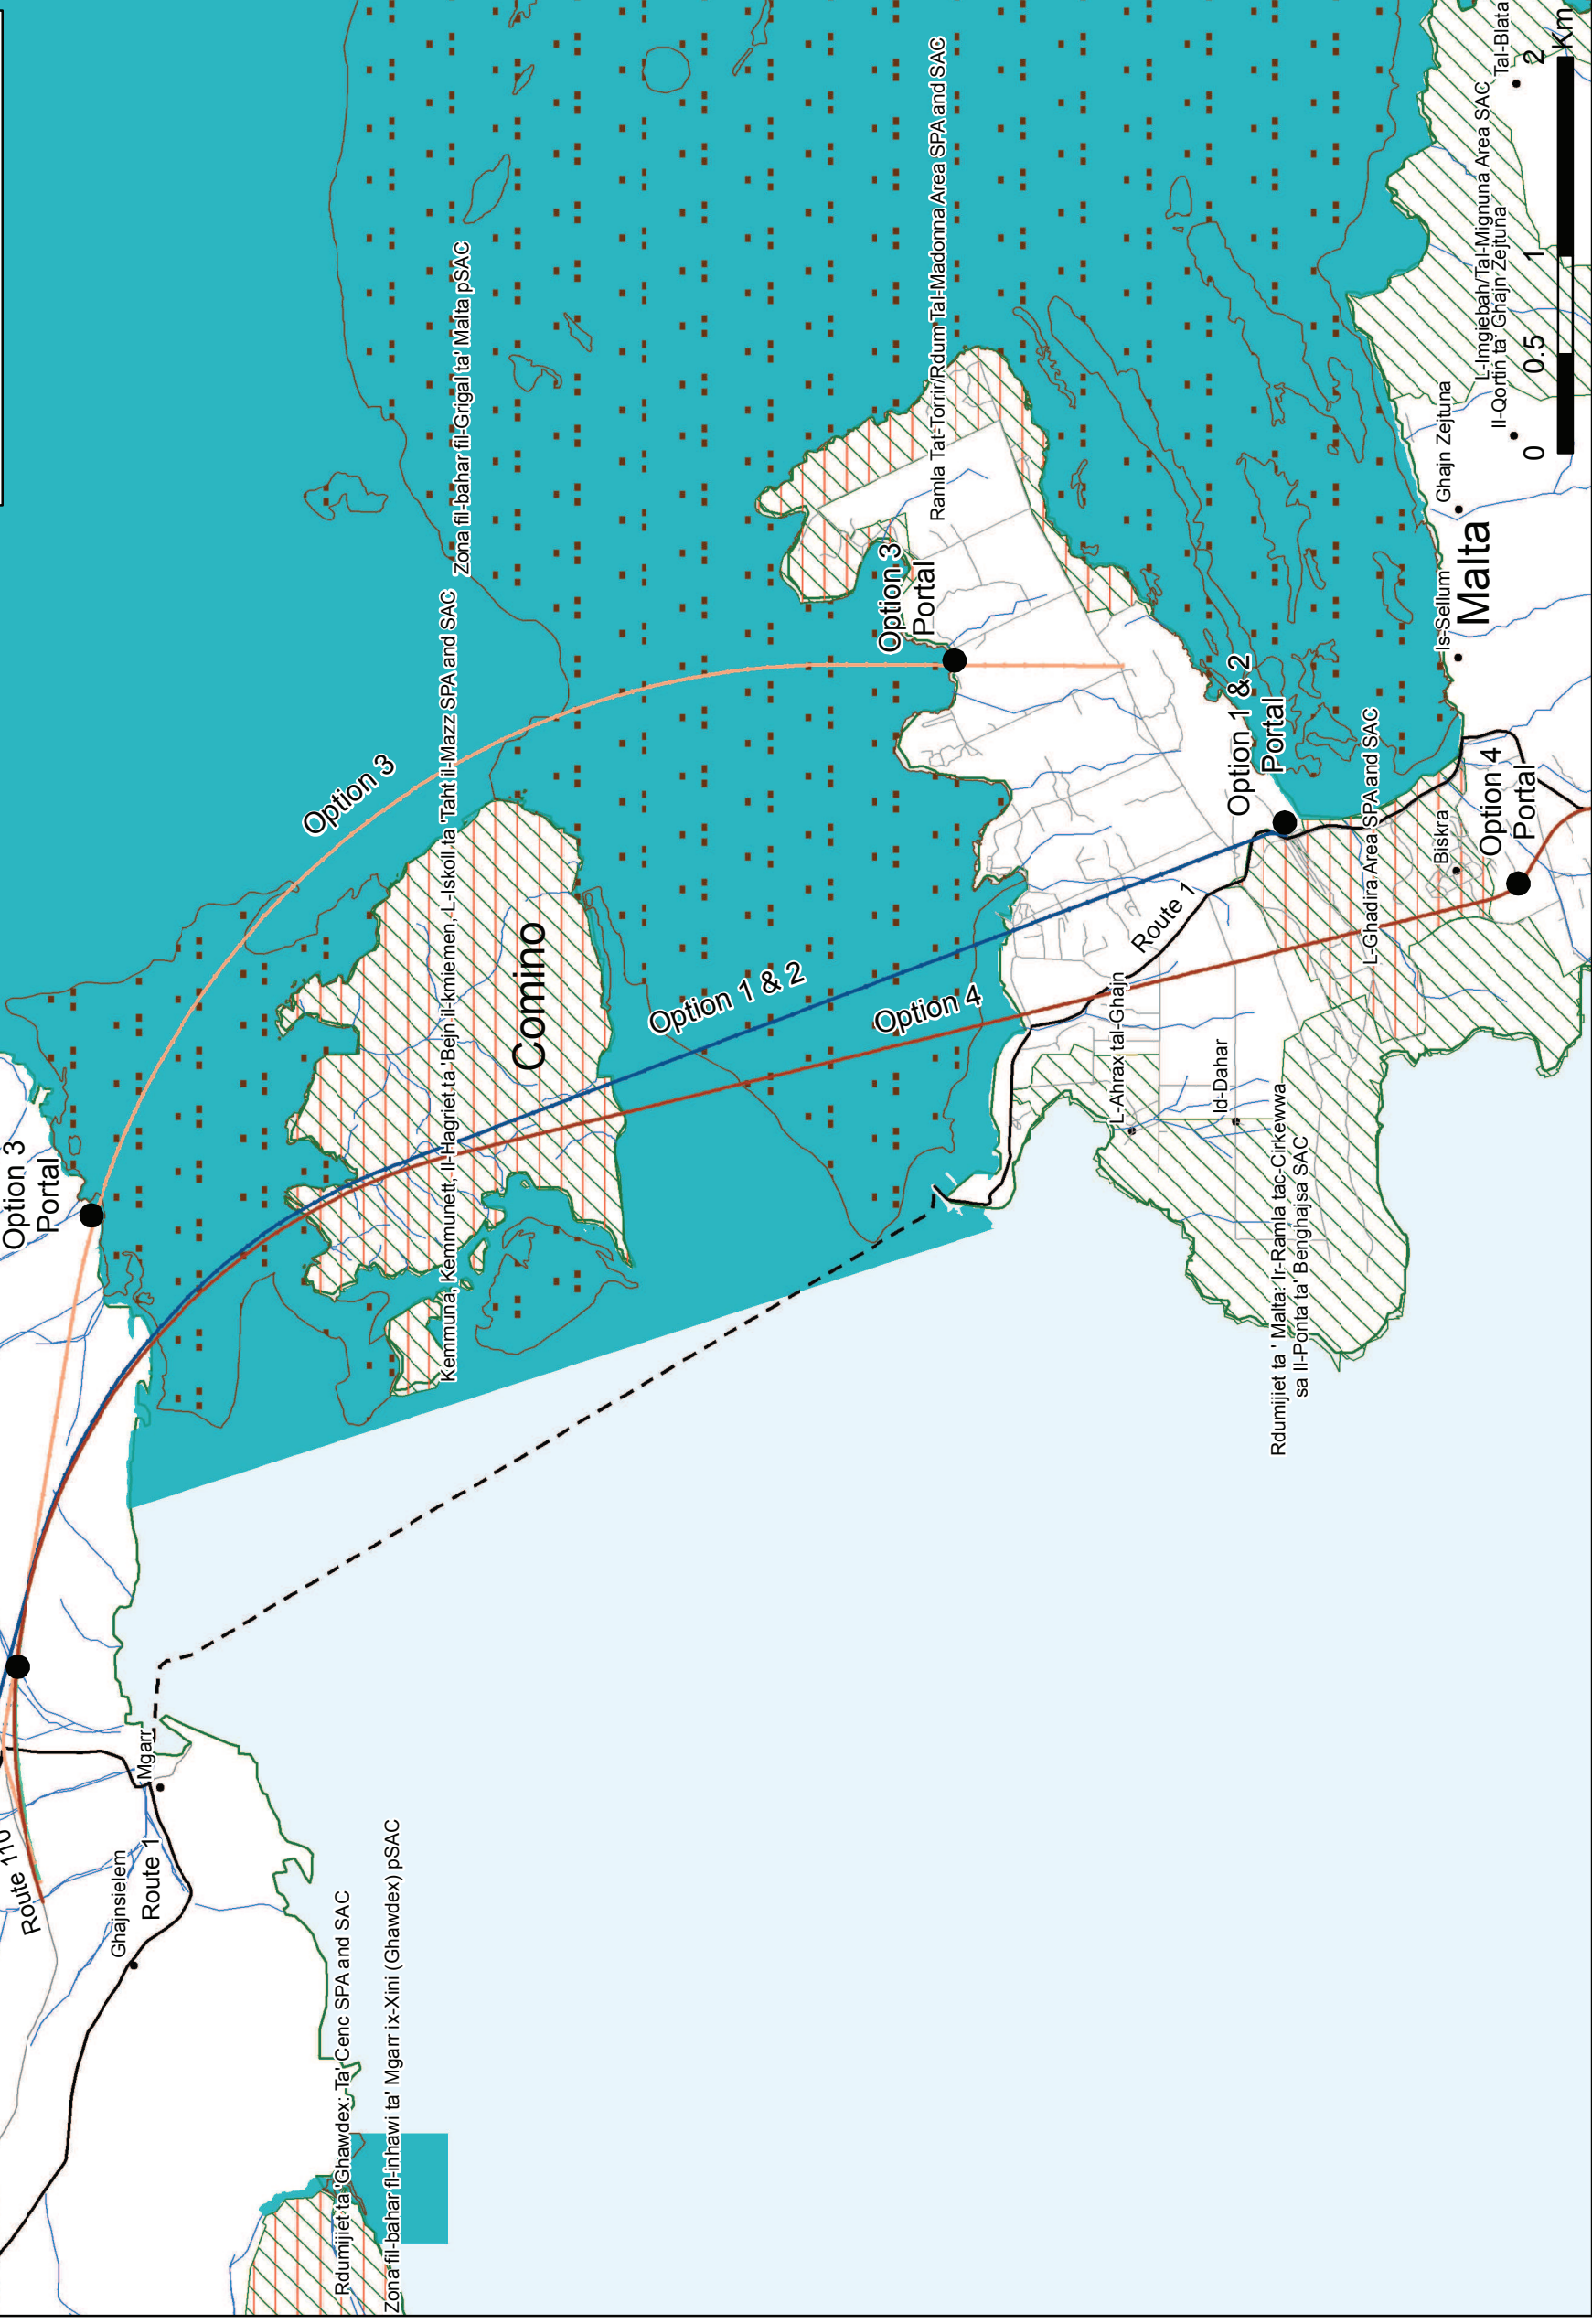 Route 110
Ghajnsielem
Route 1
Mgarr
Rdumijiet ta 'Ghawdex: Ta' Cenc SPA and SAC
Zona fil-bahar fl-inhawi ta' Mgarr ix-Xini (Ghawdex) pSAC
Option 3
Portal
Option 3
Kemmuna, Kemmunett, Il-Hagriet ta 'Bejn il-kmiemen, L-Iskoll ta 'Taht il-Mazz SPA and SAC
Zona fil-bahar fil-Grigal ta' Malta pSAC
Comino
Option 1 & 2
Option 4
Option 3
Portal
Ramla Tat-Torrir/Rdum Tal-Madonna Area SPA and SAC
L-Ahrax tal-Ghajn
Route 1
Id-Dahar
Option 1 & 2
Portal
Rdumijiet ta ' Malta: Ir-Ramla tac-Cirkewwa
sa Il-Ponta ta' Benghajsa SAC
L-Ghadira Area SPA and SAC
Biskra
Option 4
Portal
Is-Sellum
Malta
Ghajn Zejtuna
L-Imgiebah/Tal-Mignuna Area SAC
Il-Qortin ta' Ghajn Zejtuna
Tal-Blata
0 0.5 1 2
Km